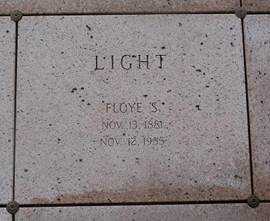 LIGHT
FLOYE S.
NOV. 13, 1881
NOV. 12, 1955